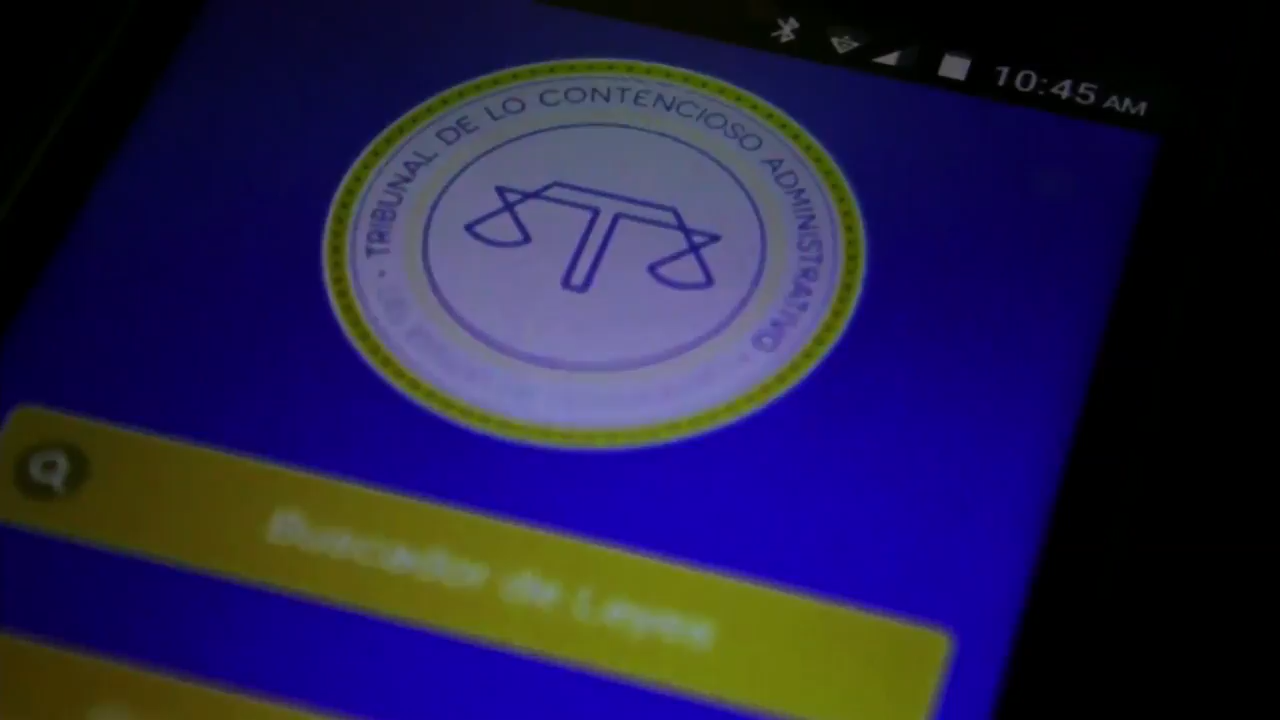 10:45 AM
TRIBUNAL DE LO CONTENCIOSO ADMINISTRATIVO
Buscador de Leyes